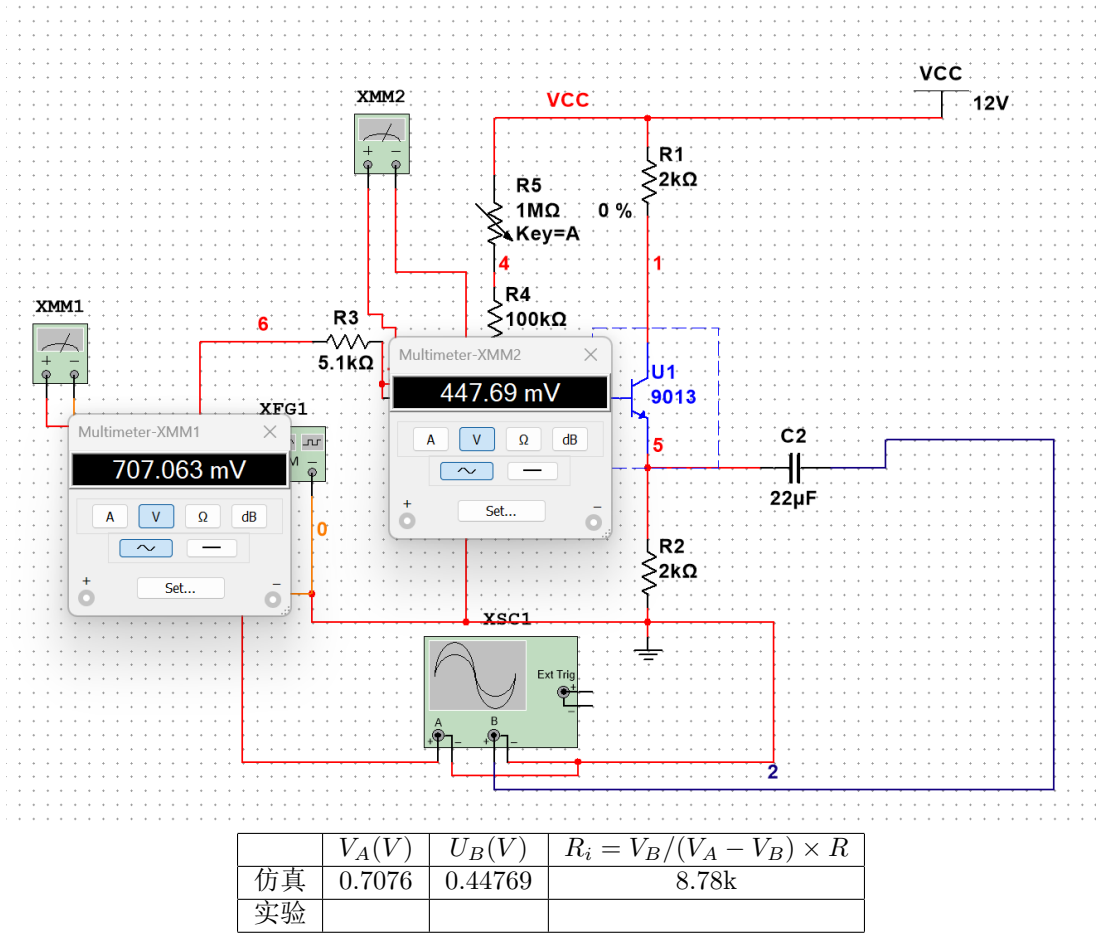 VCC
12V
XMM2
VCC
R1
2kΩ
R5
1MΩ
0 %
Key=A
4
1
R4
100kΩ
XMM1
6
R3
5.1kΩ
Multimeter-XMM2
447.69 mV
A
V
Ω
dB
Set...
U1
9013
5
C2
22μF
XFG1
Multimeter-XMM1
707.063 mV
A
V
Ω
dB
Set...
0
R2
2kΩ
XSC1
Ext Trig
A
B
2
V_A(V) U_B(V) R_i = V_B/(V_A − V_B) × R
仿真 0.7076 0.44769 8.78k
实验